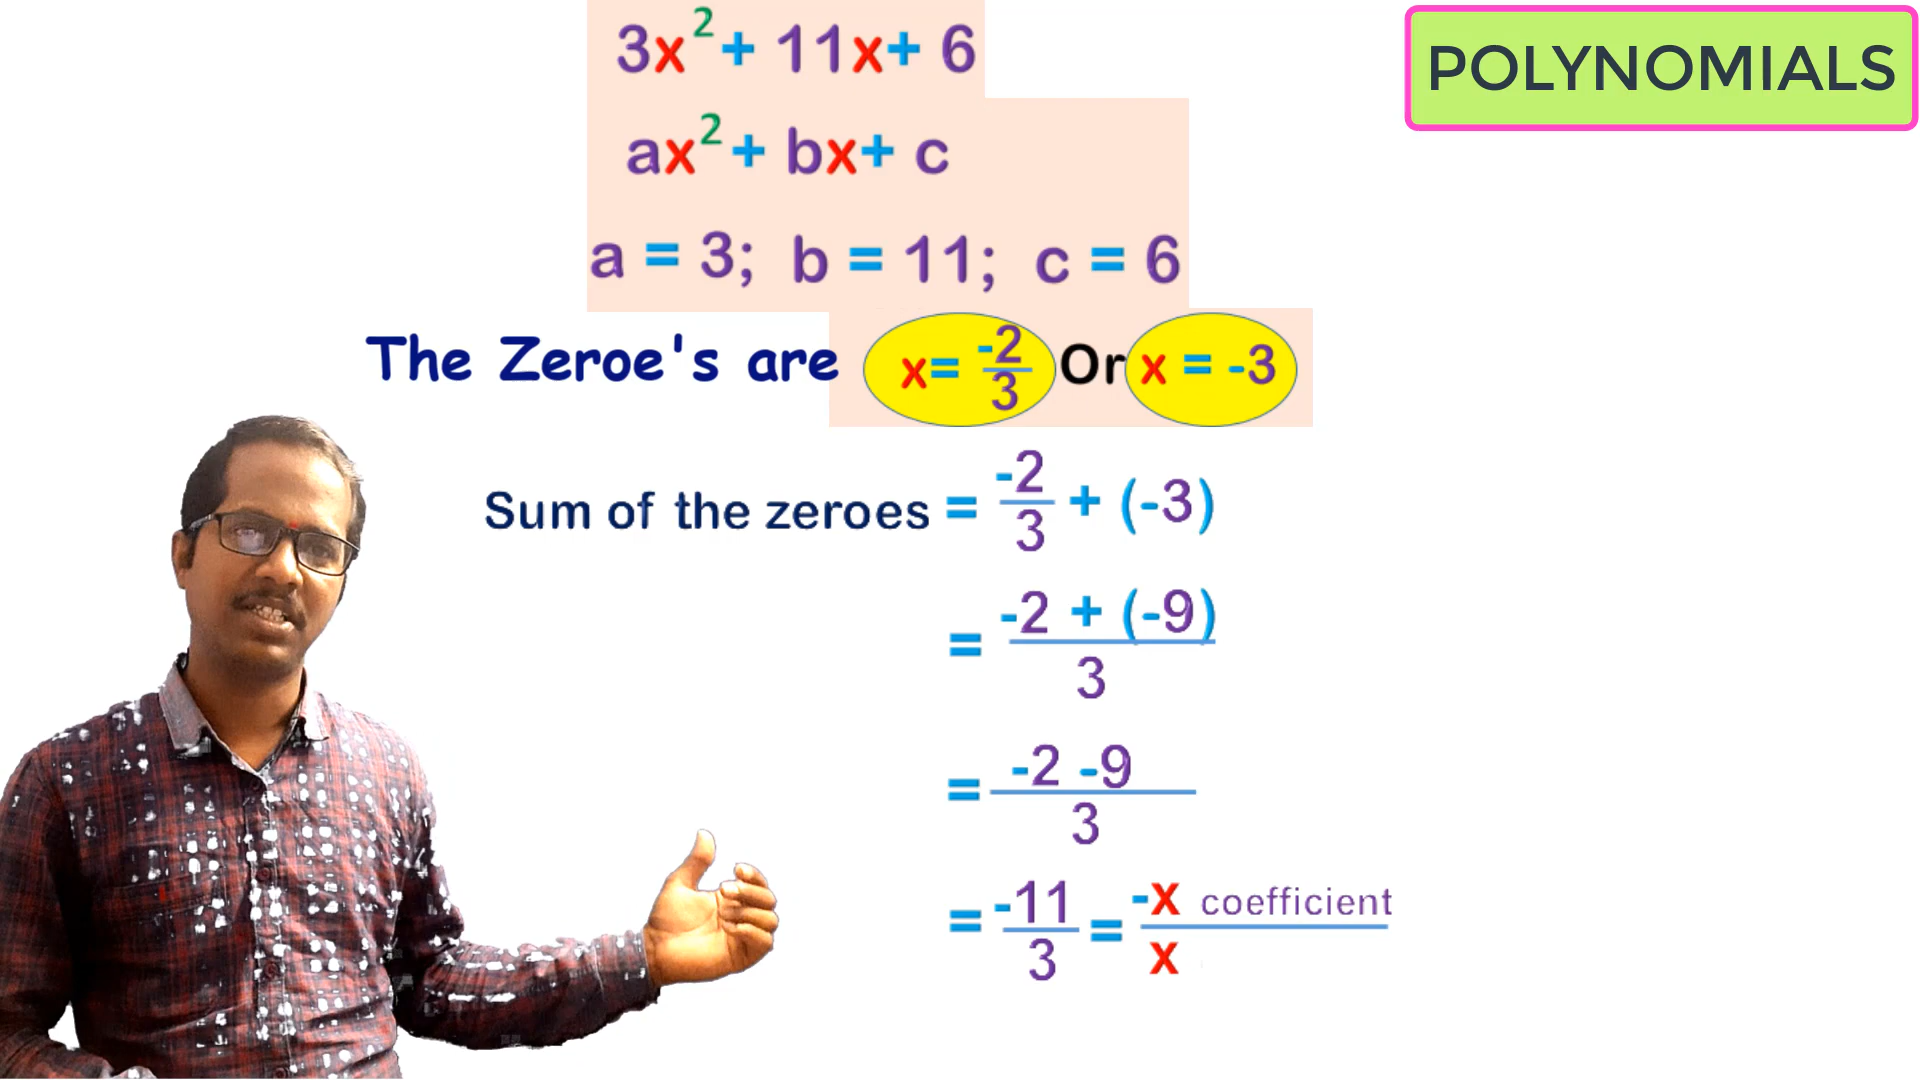 POLYNOMIALS
3x² + 11x + 6
ax² + bx + c
a = 3; b = 11; c = 6
The Zeroe's are x = -2/3 Or x = -3
Sum of the zeroes = -2/3 + (-3)
= -2 + (-9) / 3
= -2 -9 / 3
= -11/3 = -x coefficient / x